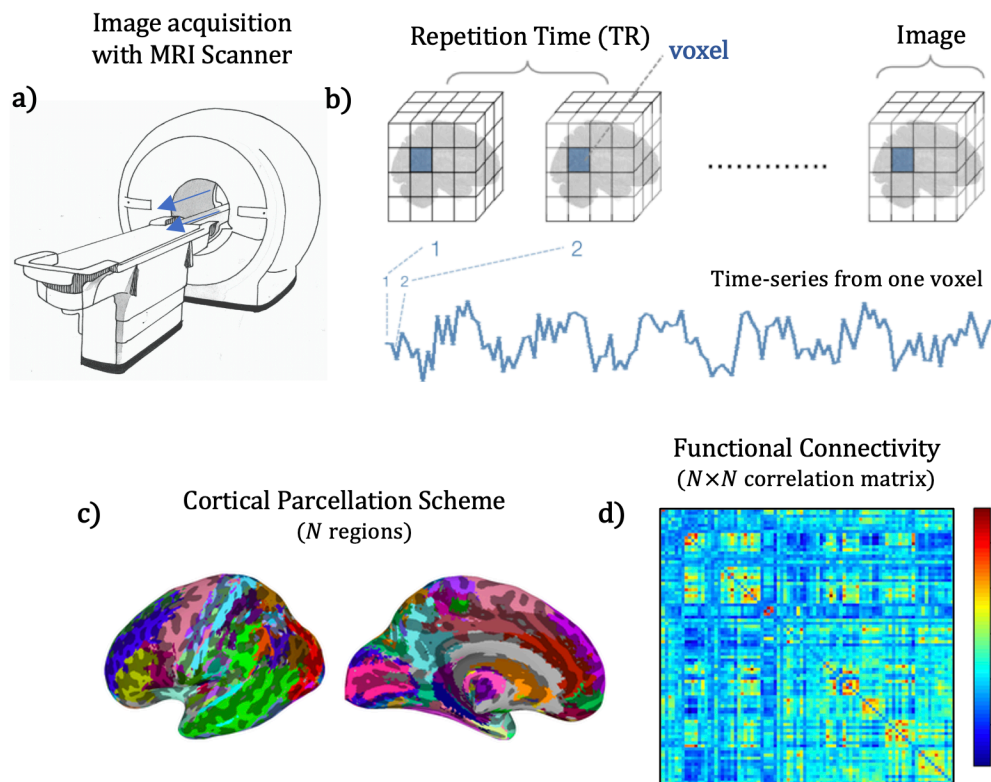 Image acquisition
with MRI Scanner
a)
b)
Repetition Time (TR)
voxel
Image
1
2
1
2
Time-series from one voxel
c)
Cortical Parcellation Scheme
(N regions)
d)
Functional Connectivity
(N×N correlation matrix)